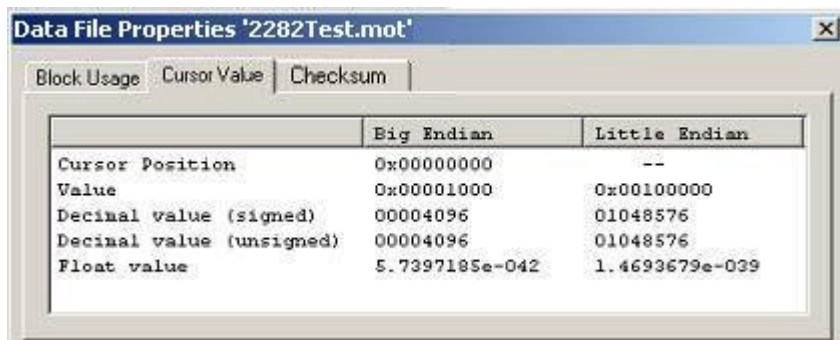 Data File Properties '2282Test.mot'
Block Usage Cursor Value Checksum
Big Endian Little Endian
Cursor Position 0x00000000 --
Value 0x00001000 0x00100000
Decimal value (signed) 00004096 01048576
Decimal value (unsigned) 00004096 01048576
Float value 5.7397185e-042 1.4693679e-039